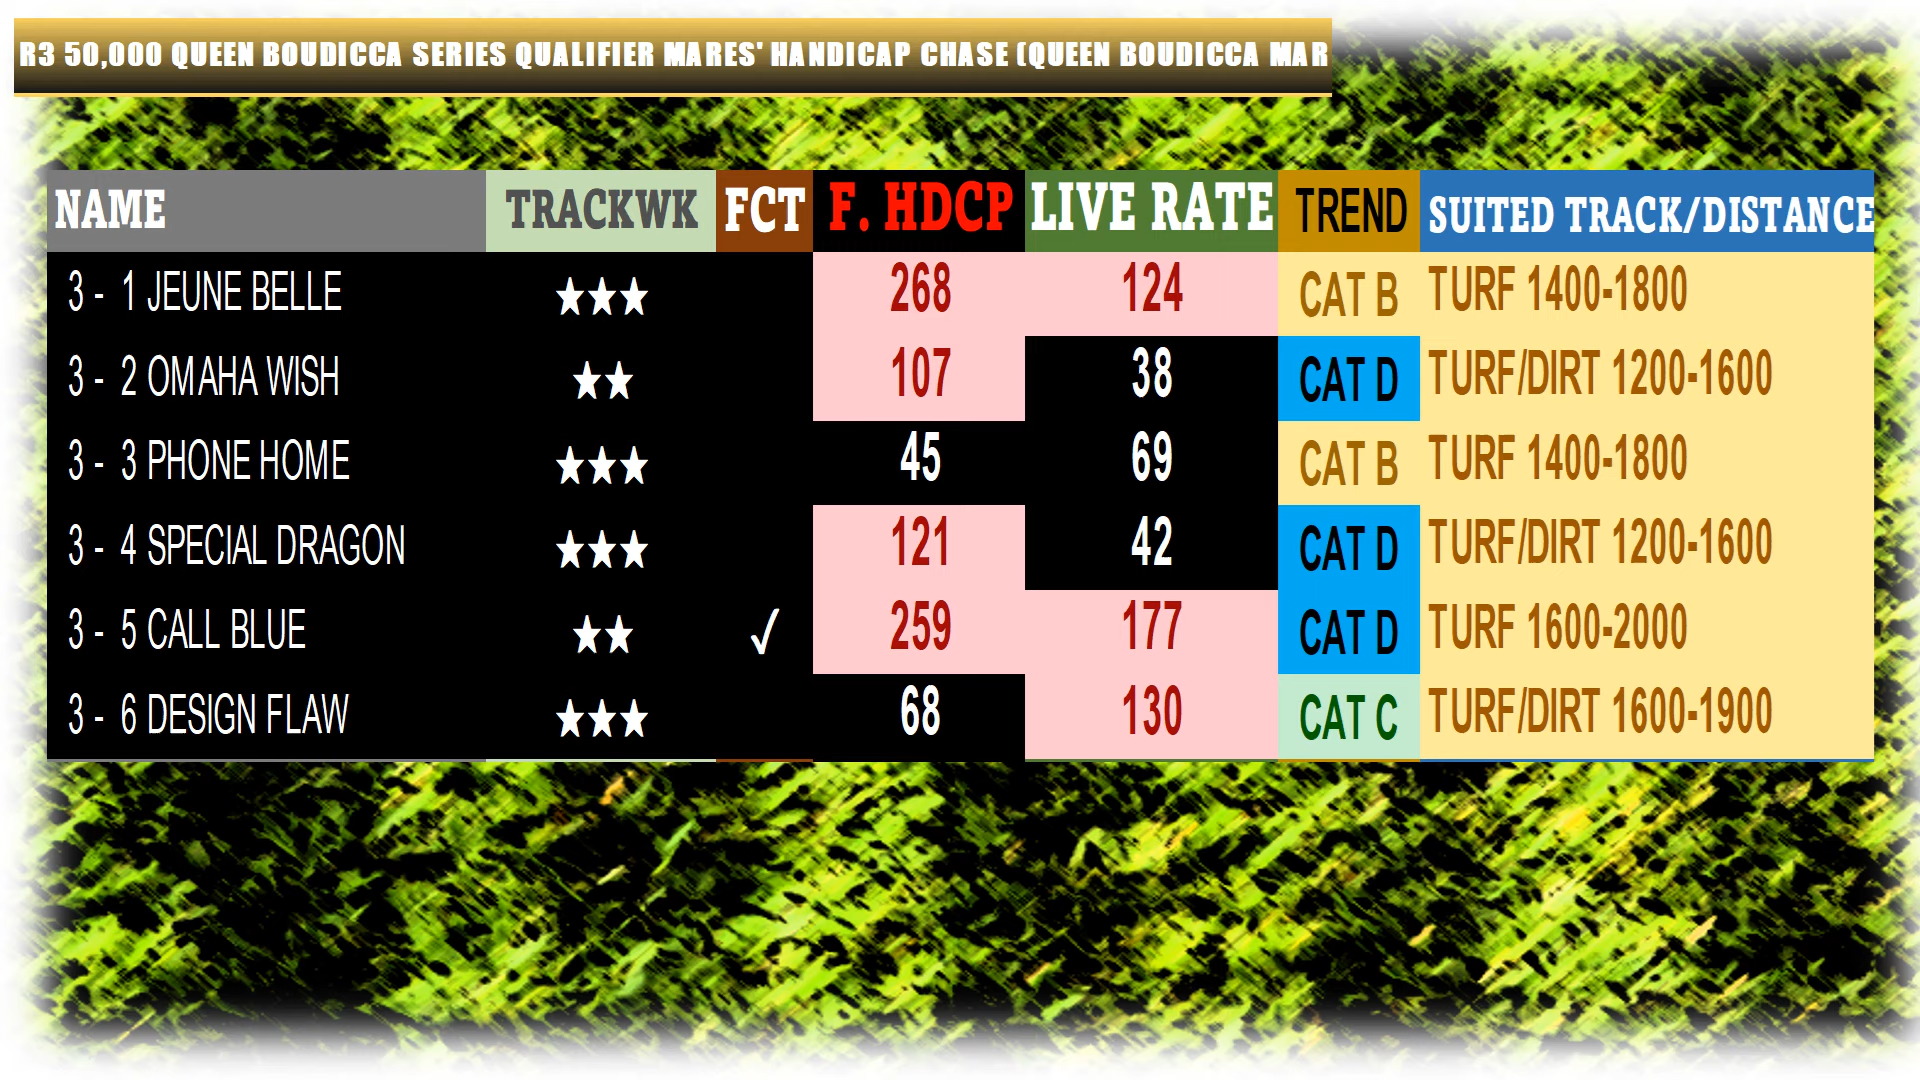 R3 50,000 QUEEN BOUDICCA SERIES QUALIFIER MARES' HANDICAP CHASE (QUEEN BOUDICCA MAR
NAME TRACKWK FCT F. HDCP LIVE RATE TREND SUITED TRACK/DISTANCE
3 - 1 JEUNE BELLE ★★★ 268 124 CAT B TURF 1400-1800
3 - 2 OMAHA WISH ★★ 107 38 CAT D TURF/DIRT 1200-1600
3 - 3 PHONE HOME ★★★ 45 69 CAT B TURF 1400-1800
3 - 4 SPECIAL DRAGON ★★★ 121 42 CAT D TURF/DIRT 1200-1600
3 - 5 CALL BLUE ★★ ✓ 259 177 CAT D TURF 1600-2000
3 - 6 DESIGN FLAW ★★★ 68 130 CAT C TURF/DIRT 1600-1900